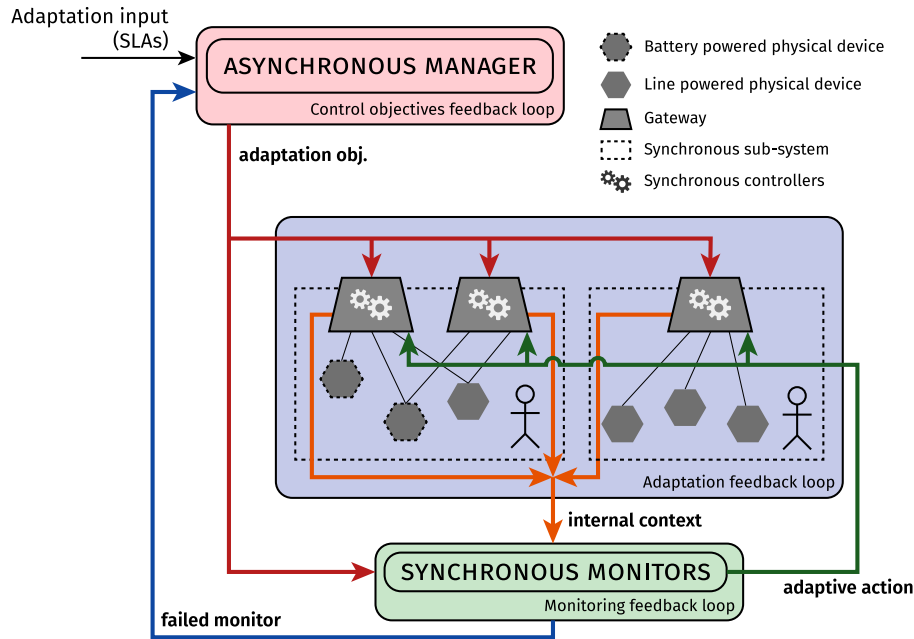 Adaptation input
(SLAs)
ASYNCHRONOUS MANAGER
Control objectives feedback loop
Battery powered physical device
Line powered physical device
Gateway
Synchronous sub-system
Synchronous controllers
adaptation obj.
Adaptation feedback loop
internal context
SYNCHRONOUS MONITORS
Monitoring feedback loop
adaptive action
failed monitor